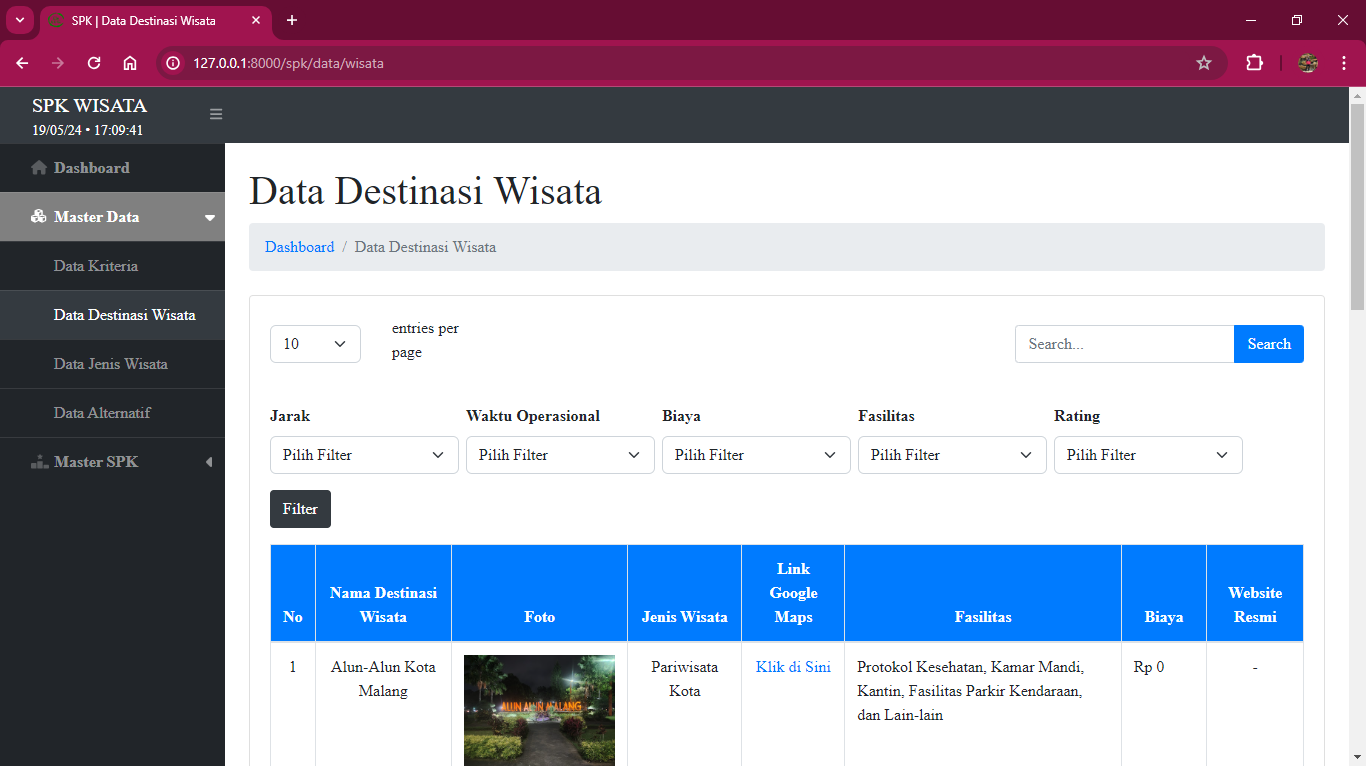 SPK | Data Destinasi Wisata
127.0.0.1:8000/spk/data/wisata
SPK WISATA
19/05/24 • 17:09:41
Dashboard
Master Data
Data Kriteria
Data Destinasi Wisata
Data Jenis Wisata
Data Alternatif
Master SPK
Data Destinasi Wisata
Dashboard / Data Destinasi Wisata
10
entries per
page
Search...
Search
Jarak
Waktu Operasional
Biaya
Fasilitas
Rating
Pilih Filter
Pilih Filter
Pilih Filter
Pilih Filter
Pilih Filter
Filter
No
Nama Destinasi
Wisata
Foto
Jenis Wisata
Link
Google
Maps
Fasilitas
Biaya
Website
Resmi
1
Alun-Alun Kota
Malang
ALUN ALUN MALANG
Pariwisata
Kota
Klik di Sini
Protokol Kesehatan, Kamar Mandi,
Kantin, Fasilitas Parkir Kendaraan,
dan Lain-lain
Rp 0
-